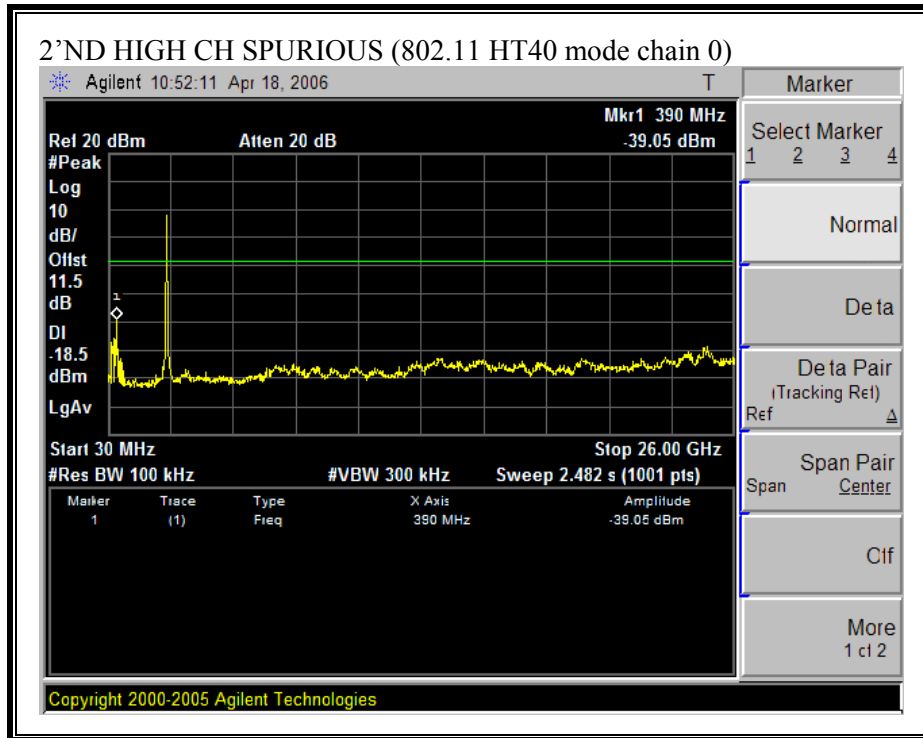 2'ND HIGH CH SPURIOUS (802.11 HT40 mode chain 0)
Agilent 10:52:11 Apr 18, 2006 T
Mkr1 390 MHz
Ref 20 dBm Atten 20 dB -39.05 dBm
#Peak
Log
10
dB/
Offst
11.5
dB
DI
-18.5
dBm
LgAv
1
Start 30 MHz Stop 26.00 GHz
#Res BW 100 kHz #VBW 300 kHz Sweep 2.482 s (1001 pts)
Marker Trace Type X Axis Amplitude
1 (1) Freq 390 MHz -39.05 dBm
Copyright 2000-2005 Agilent Technologies
Marker
Select Marker
1 2 3 4
Normal
Delta
Delta Pair
(Tracking Ref)
Ref Δ
Span Pair
Span Center
Off
More
1 of 2